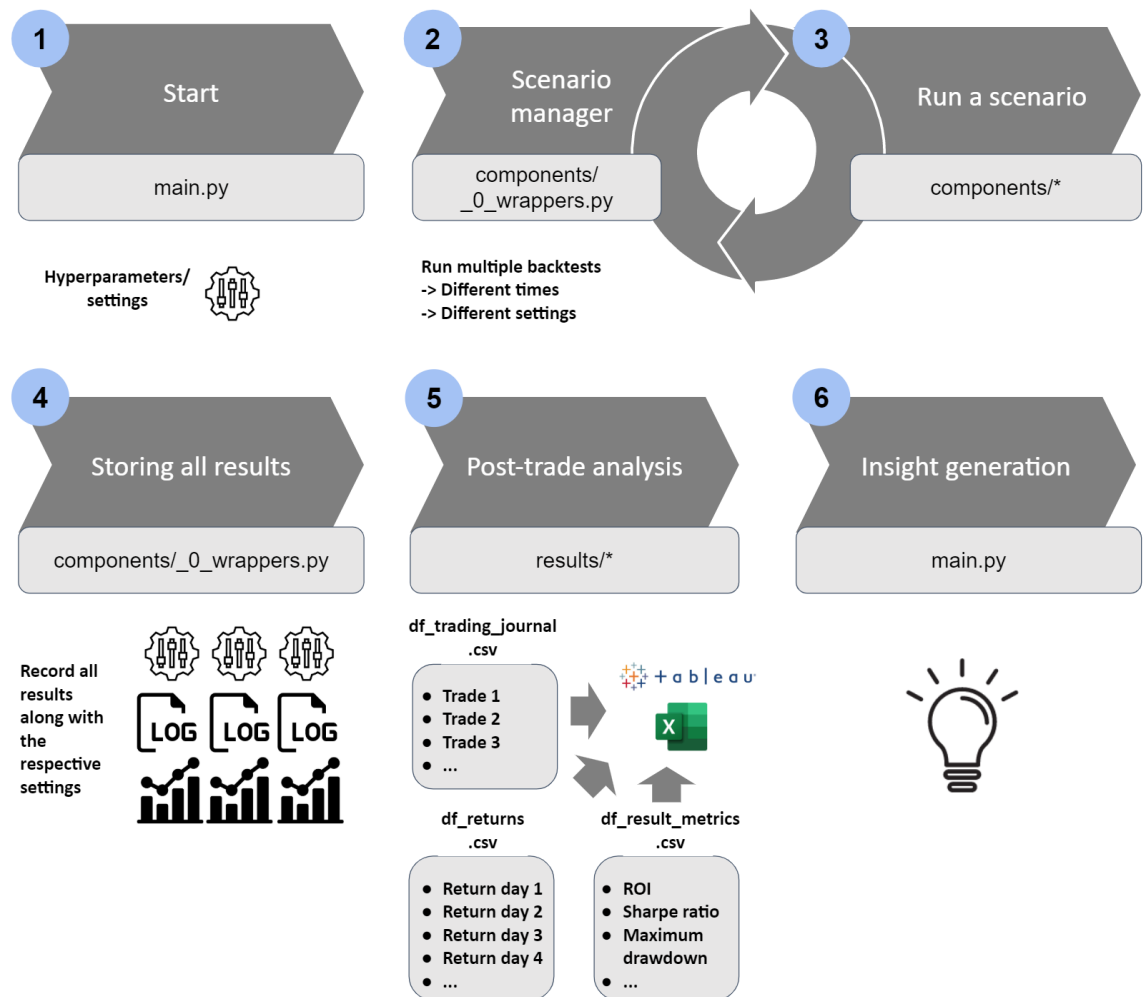 1
Start
main.py
Hyperparameters/
settings
2
Scenario
manager
components/
_0_wrappers.py
Run multiple backtests
-> Different times
-> Different settings
3
Run a scenario
components/*
4
Storing all results
components/_0_wrappers.py
Record all
results
along with
the
respective
settings
LOG
LOG
LOG
5
Post-trade analysis
results/*
df_trading_journal
.csv
● Trade 1
● Trade 2
● Trade 3
● ...
+ableau
X
df_returns
.csv
● Return day 1
● Return day 2
● Return day 3
● Return day 4
● ...
df_result_metrics
.csv
● ROI
● Sharpe ratio
● Maximum
drawdown
● ...
6
Insight generation
main.py